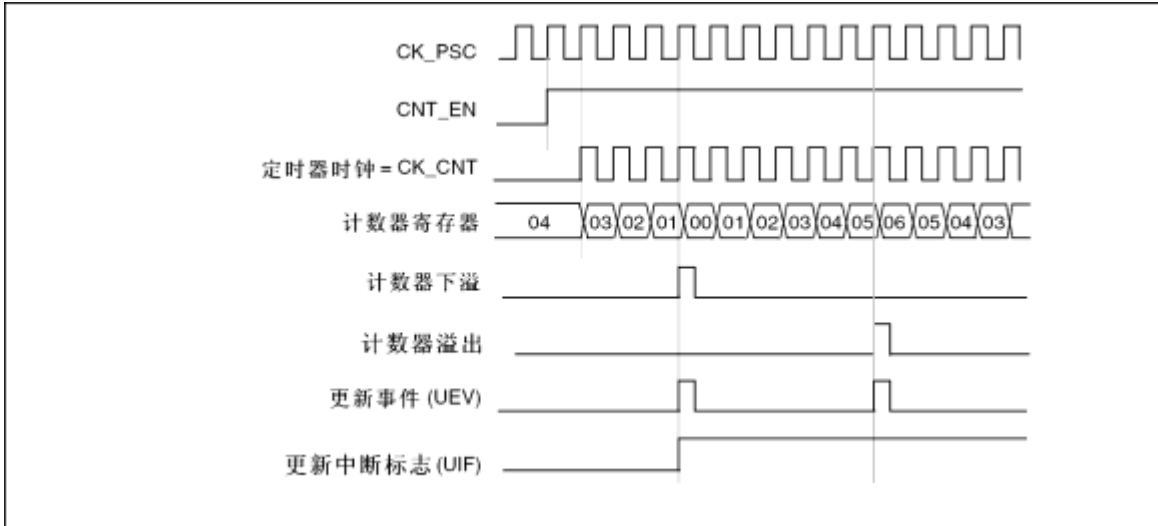 CK_PSC
CNT_EN
定时器时钟 = CK_CNT
计数器寄存器 04 03 02 01 00 01 02 03 04 05 06 05 04 03
计数器下溢
计数器溢出
更新事件 (UEV)
更新中断标志 (UIF)